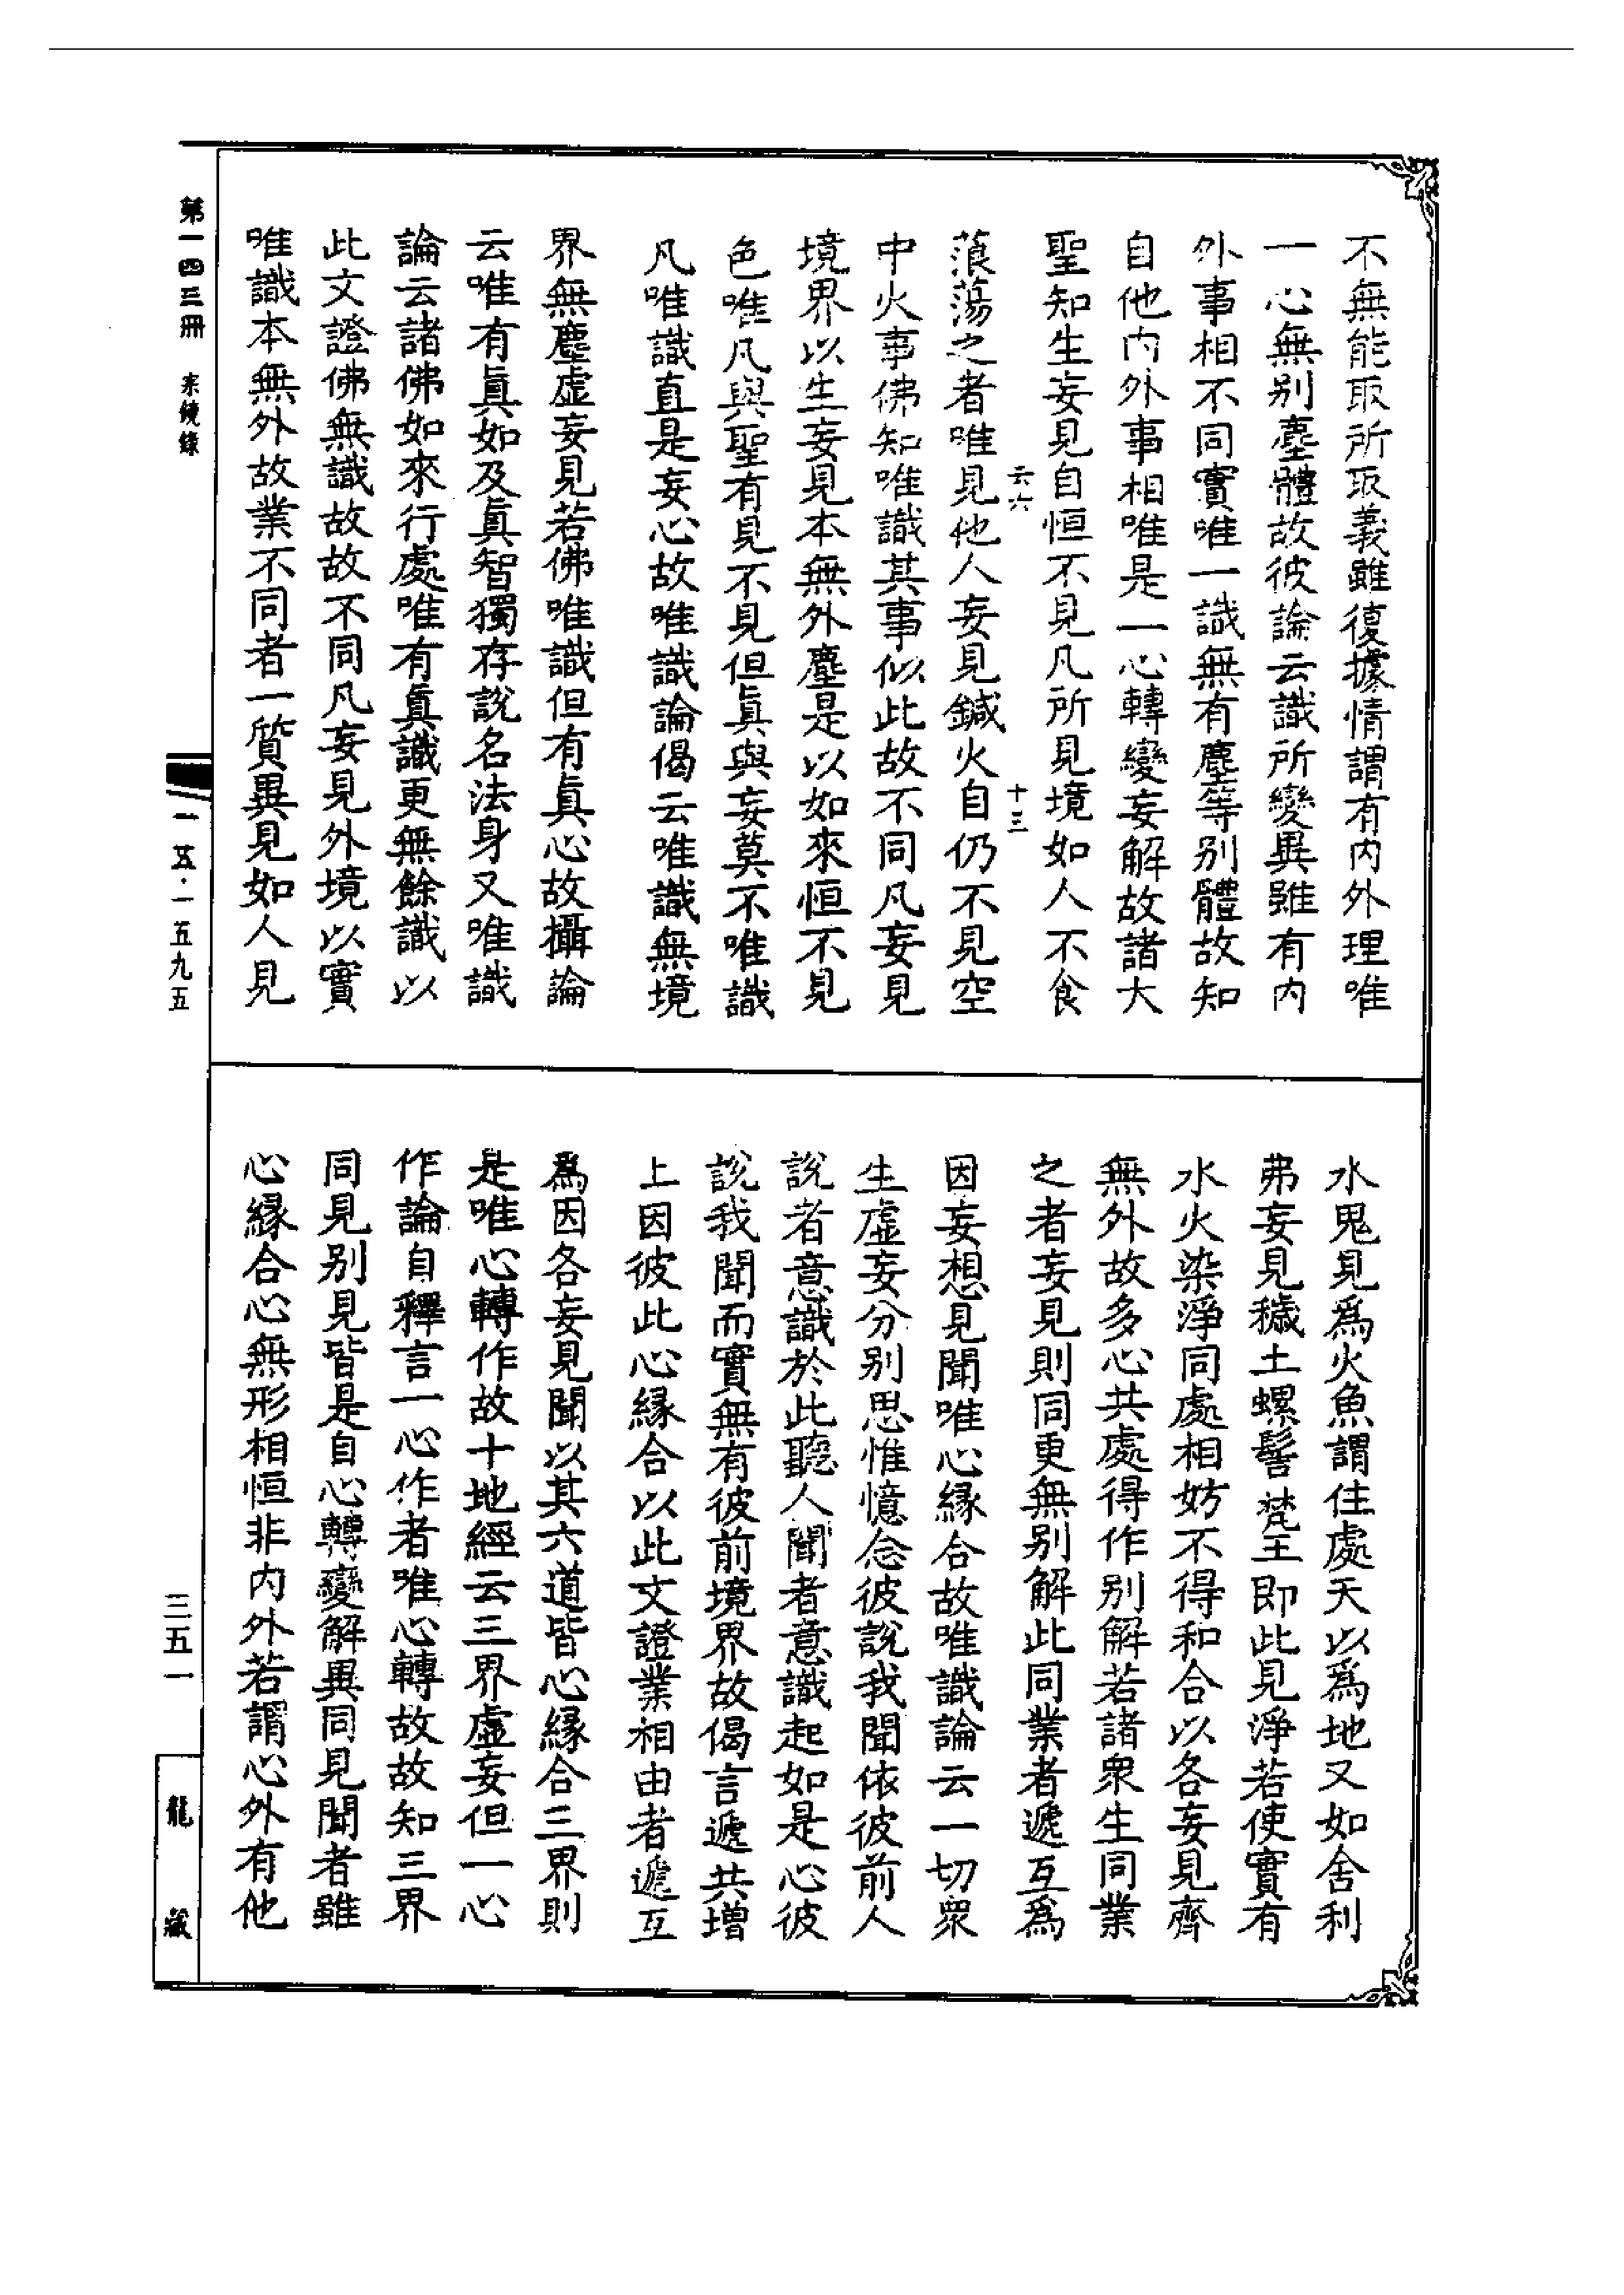 不無能取所取義雖復據情謂有内外理唯
一心無别塵體故彼論云識所變異雖有内
外事相不同實唯一識無有塵等别體故知
自他内外事相唯是一心轉變妄解故諸大
聖知生妄見自恒不見凡所見境如人不食
云六 十三
蒗蕩之者唯見他人妄見鍼火自仍不見空
中火事佛知唯識其事似此故不同凡妄見
境界以生妄見本無外塵是以如來恒不見
色唯凡與聖有見不見但眞與妄莫不唯識
凡唯識直是妄心故唯識論偈云唯識無境
界無塵虚妄見若佛唯識但有眞心故攝論
云唯有眞如及眞智獨存說名法身又唯識
論云諸佛如來行處唯有眞識更無餘識以
此文證佛無識故故不同凡妄見外境以實
唯識本無外故業不同者一質異見如人見
水鬼見爲火魚謂住處天以爲地又如舍利
弗妄見穢土螺髻梵王即此見淨若使實有
水火染淨同處相妨不得和合以各妄見齊
無外故多心共處得作别解若諸衆生同業
之者妄見則同更無别解此同業者遞互爲
因妄想見聞唯心緣合故唯識論云一切衆
生虚妄分别思惟憶念彼說我聞依彼前人
說者意識於此聽人聞者意識起如是心彼
說我聞而實無有彼前境界故偈言遞共增
上因彼此心緣合以此文證業相由者遞互
爲因各妄見聞以其六道皆心緣合三界則
是唯心轉作故十地經云三界虚妄但一心
作論自釋言一心作者唯心轉故故知三界
同見别見皆是自心轉變解異同見聞者雖
心緣合心無形相恒非内外若謂心外有他
第一四三冊 宗鏡錄
一五·一五九五
三五一
龍藏